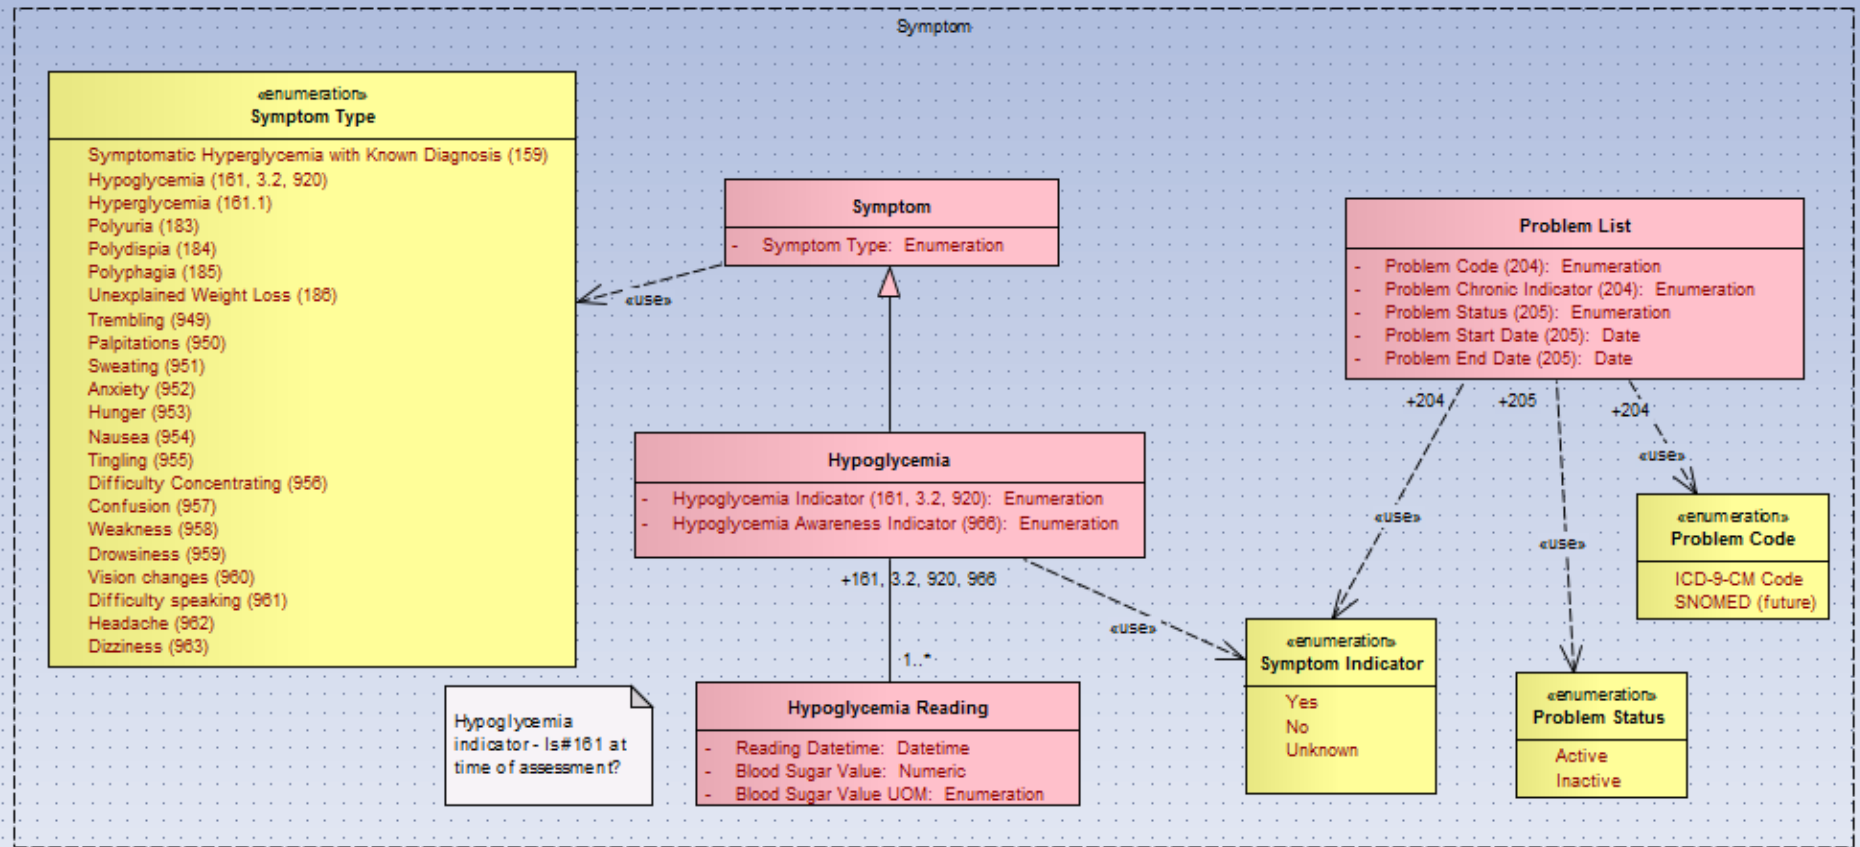 Symptom
«enumeration»
Symptom Type
Symptomatic Hyperglycemia with Known Diagnosis (159)
Hypoglycemia (161, 3.2, 920)
Hyperglycemia (161.1)
Polyuria (183)
Polydispia (184)
Polyphagia (185)
Unexplained Weight Loss (186)
Trembling (949)
Palpitations (950)
Sweating (951)
Anxiety (952)
Hunger (953)
Nausea (954)
Tingling (955)
Difficulty Concentrating (956)
Confusion (957)
Weakness (958)
Drowsiness (959)
Vision changes (960)
Difficulty speaking (961)
Headache (962)
Dizziness (963)
«use»
Symptom
- Symptom Type: Enumeration
Hypoglycemia
- Hypoglycemia Indicator (161, 3.2, 920): Enumeration
- Hypoglycemia Awareness Indicator (966): Enumeration
+161, 3.2, 920, 966
1..*
«use»
Hypoglycemia Reading
- Reading Datetime: Datetime
- Blood Sugar Value: Numeric
- Blood Sugar Value UOM: Enumeration
Hypoglycemia
indicator - Is#161 at
time of assessment?
Problem List
- Problem Code (204): Enumeration
- Problem Chronic Indicator (204): Enumeration
- Problem Status (205): Enumeration
- Problem Start Date (205): Date
- Problem End Date (205): Date
+204
+205
+204
«use»
«use»
«use»
«enumeration»
Problem Code
ICD-9-CM Code
SNOMED (future)
«enumeration»
Symptom Indicator
Yes
No
Unknown
«enumeration»
Problem Status
Active
Inactive